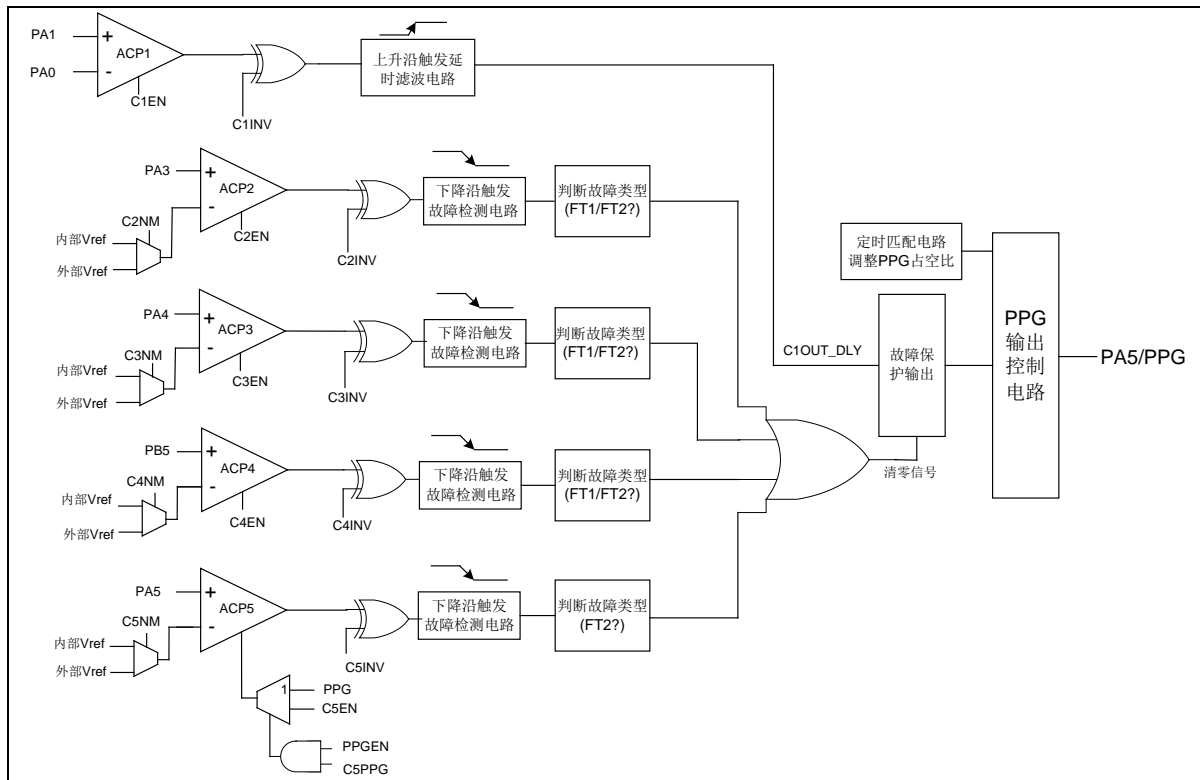 PA1
+
ACP1
PA0
-
C1EN
C1INV
上升沿触发延
时滤波电路
PA3
+
ACP2
-
C2NM
内部Vref
外部Vref
C2EN
C2INV
下降沿触发
故障检测电路
判断故障类型
(FT1/FT2?)
PA4
+
ACP3
-
C3NM
内部Vref
外部Vref
C3EN
C3INV
下降沿触发
故障检测电路
判断故障类型
(FT1/FT2?)
PB5
+
ACP4
-
C4NM
内部Vref
外部Vref
C4EN
C4INV
下降沿触发
故障检测电路
判断故障类型
(FT1/FT2?)
PA5
+
ACP5
-
C5NM
内部Vref
外部Vref
C5INV
下降沿触发
故障检测电路
判断故障类型
(FT2?)
1
PPG
C5EN
PPGEN
C5PPG
定时匹配电路
调整PPG占空比
C1OUT_DLY
故障保
护输出
清零信号
PPG
输出
控制
电路
PA5/PPG